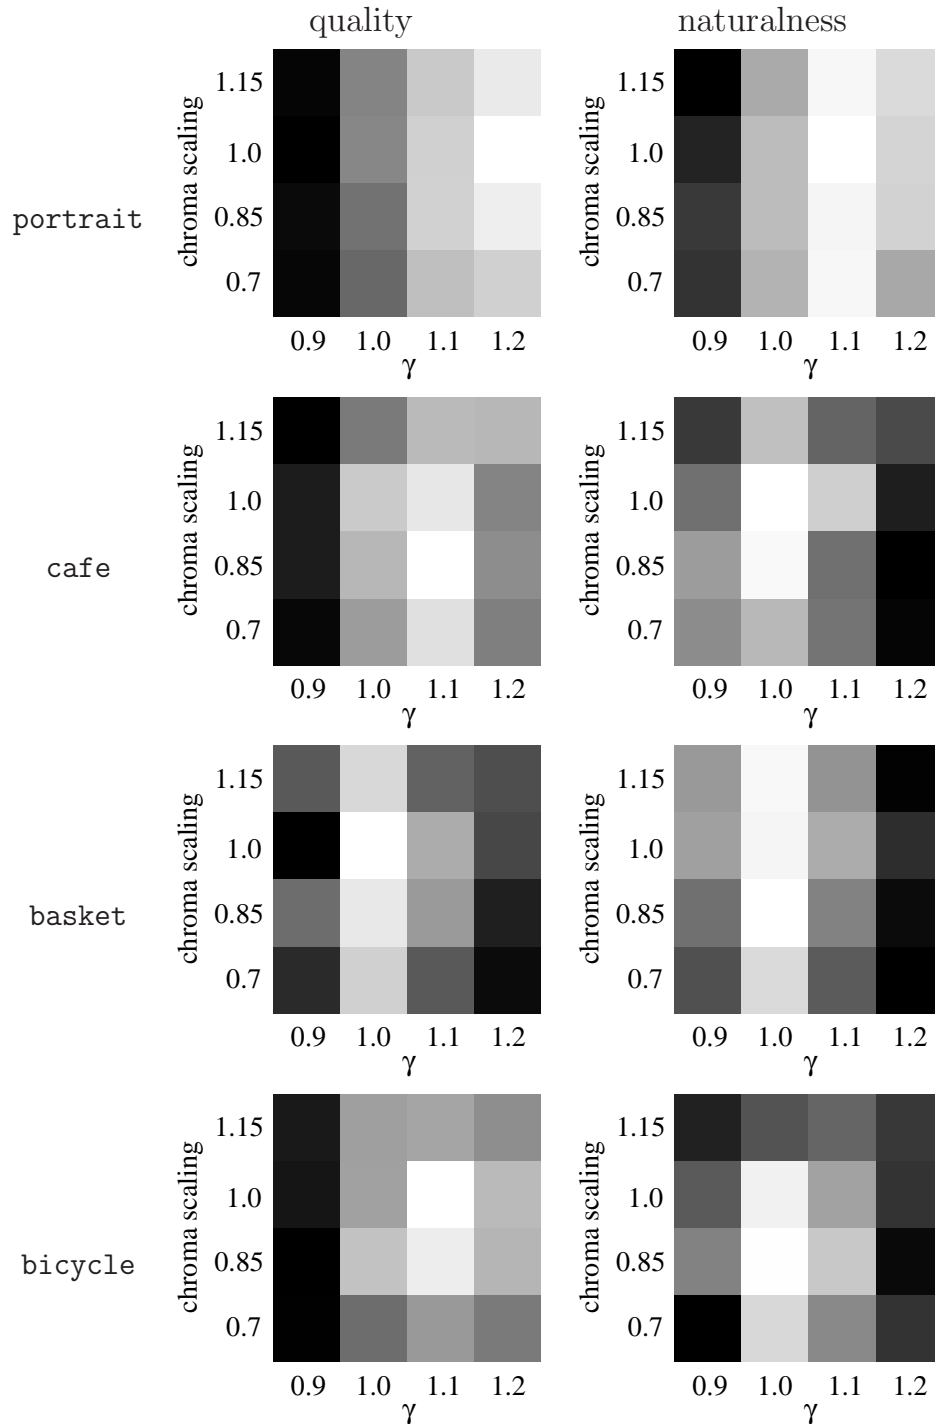 quality naturalness
portrait
chroma scaling
1.15
1.0
0.85
0.7
0.9 1.0 1.1 1.2
γ
chroma scaling
1.15
1.0
0.85
0.7
0.9 1.0 1.1 1.2
γ
cafe
chroma scaling
1.15
1.0
0.85
0.7
0.9 1.0 1.1 1.2
γ
chroma scaling
1.15
1.0
0.85
0.7
0.9 1.0 1.1 1.2
γ
basket
chroma scaling
1.15
1.0
0.85
0.7
0.9 1.0 1.1 1.2
γ
chroma scaling
1.15
1.0
0.85
0.7
0.9 1.0 1.1 1.2
γ
bicycle
chroma scaling
1.15
1.0
0.85
0.7
0.9 1.0 1.1 1.2
γ
chroma scaling
1.15
1.0
0.85
0.7
0.9 1.0 1.1 1.2
γ